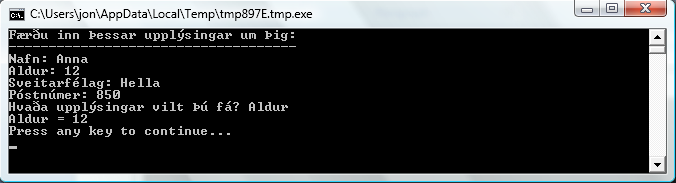 C:\Users\jon\AppData\Local\Temp\tmp897E.tmp.exe
Færðu inn Þessar upplýsingar um Þig:
------------------------------------
Nafn: Anna
Aldur: 12
Sveitarfélag: Hella
Póstnúmer: 850
Hvaða upplýsingar vilt Þú fá? Aldur
Aldur = 12
Press any key to continue...